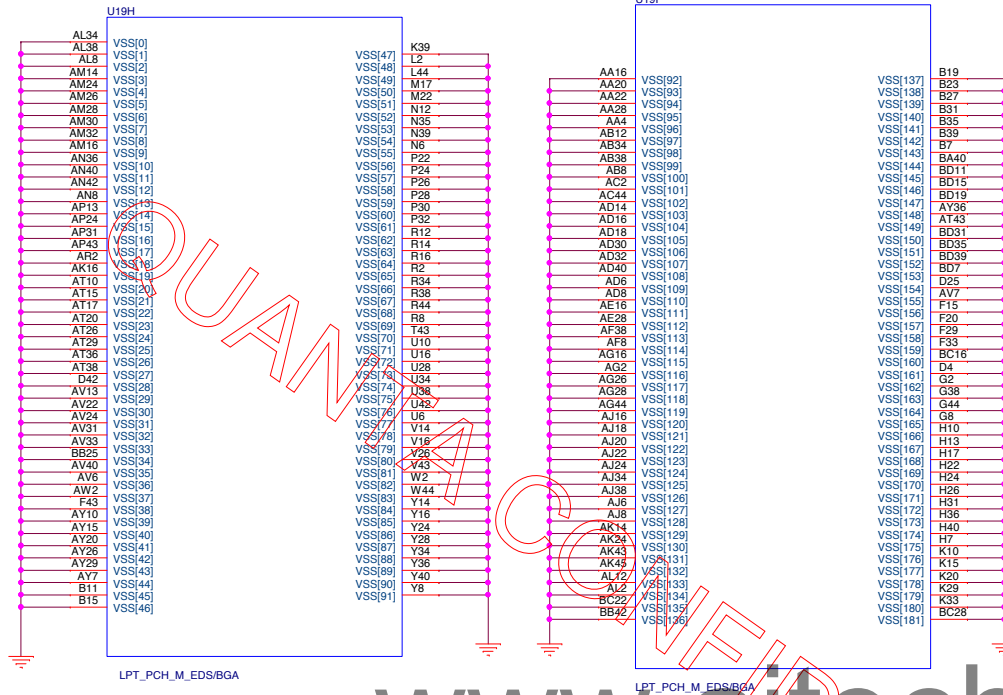 U19H
AL34 VSS[0]
AL38 VSS[1]
AL8 VSS[2]
AM14 VSS[3]
AM24 VSS[4]
AM26 VSS[5]
AM28 VSS[6]
AM30 VSS[7]
AM32 VSS[8]
AM16 VSS[9]
AN36 VSS[10]
AN40 VSS[11]
AN42 VSS[12]
AN8 VSS[13]
AP13 VSS[14]
AP24 VSS[15]
AP31 VSS[16]
AP43 VSS[17]
AR2 VSS[18]
AK16 VSS[19]
AT10 VSS[20]
AT15 VSS[21]
AT17 VSS[22]
AT20 VSS[23]
AT26 VSS[24]
AT29 VSS[25]
AT36 VSS[26]
AT38 VSS[27]
D42 VSS[28]
AV13 VSS[29]
AV22 VSS[30]
AV24 VSS[31]
AV31 VSS[32]
AV33 VSS[33]
BB25 VSS[34]
AV40 VSS[35]
AV6 VSS[36]
AW2 VSS[37]
F43 VSS[38]
AY10 VSS[39]
AY15 VSS[40]
AY20 VSS[41]
AY26 VSS[42]
AY29 VSS[43]
AY7 VSS[44]
B11 VSS[45]
B15 VSS[46]
VSS[47] K39
VSS[48] L2
VSS[49] L44
VSS[50] M17
VSS[51] M22
VSS[52] N12
VSS[53] N35
VSS[54] N39
VSS[55] N6
VSS[56] P22
VSS[57] P24
VSS[58] P26
VSS[59] P28
VSS[60] P30
VSS[61] P32
VSS[62] R12
VSS[63] R14
VSS[64] R16
VSS[65] R2
VSS[66] R34
VSS[67] R38
VSS[68] R44
VSS[69] R8
VSS[70] T43
VSS[71] U10
VSS[72] U16
VSS[73] U28
VSS[74] U34
VSS[75] U38
VSS[76] U42
VSS[77] U6
VSS[78] V14
VSS[79] V16
VSS[80] V26
VSS[81] V43
VSS[82] W2
VSS[83] W44
VSS[84] Y14
VSS[85] Y16
VSS[86] Y24
VSS[87] Y28
VSS[88] Y34
VSS[89] Y36
VSS[90] Y40
VSS[91] Y8
LPT_PCH_M_EDS/BGA
AA16 VSS[92]
AA20 VSS[93]
AA22 VSS[94]
AA28 VSS[95]
AA4 VSS[96]
AB12 VSS[97]
AB34 VSS[98]
AB38 VSS[99]
AB8 VSS[100]
AC2 VSS[101]
AC44 VSS[102]
AD14 VSS[103]
AD16 VSS[104]
AD18 VSS[105]
AD30 VSS[106]
AD32 VSS[107]
AD40 VSS[108]
AD6 VSS[109]
AD8 VSS[110]
AE16 VSS[111]
AE28 VSS[112]
AF38 VSS[113]
AF8 VSS[114]
AG16 VSS[115]
AG2 VSS[116]
AG26 VSS[117]
AG28 VSS[118]
AG44 VSS[119]
AJ16 VSS[120]
AJ18 VSS[121]
AJ20 VSS[122]
AJ22 VSS[123]
AJ24 VSS[124]
AJ34 VSS[125]
AJ38 VSS[126]
AJ6 VSS[127]
AJ8 VSS[128]
AK14 VSS[129]
AK24 VSS[130]
AK43 VSS[131]
AK45 VSS[132]
AL12 VSS[133]
AL2 VSS[134]
BC22 VSS[135]
BB42 VSS[136]
VSS[137] B19
VSS[138] B23
VSS[139] B27
VSS[140] B31
VSS[141] B35
VSS[142] B39
VSS[143] B7
VSS[144] BA40
VSS[145] BD11
VSS[146] BD15
VSS[147] BD19
VSS[148] AY36
VSS[149] AT43
VSS[150] BD31
VSS[151] BD35
VSS[152] BD39
VSS[153] BD7
VSS[154] D25
VSS[155] AV7
VSS[156] F15
VSS[157] F20
VSS[158] F29
VSS[159] F33
VSS[160] BC16
VSS[161] D4
VSS[162] G2
VSS[163] G38
VSS[164] G44
VSS[165] G8
VSS[166] H10
VSS[167] H13
VSS[168] H17
VSS[169] H22
VSS[170] H24
VSS[171] H26
VSS[172] H31
VSS[173] H36
VSS[174] H40
VSS[175] H7
VSS[176] K10
VSS[177] K15
VSS[178] K20
VSS[179] K29
VSS[180] K33
VSS[181] BC28
LPT_PCH_M_EDS/BGA
QUANTA CONFID